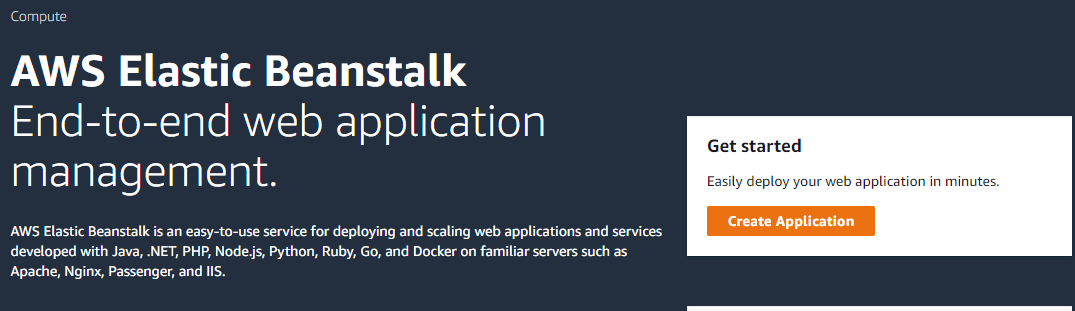 Compute
AWS Elastic Beanstalk
End-to-end web application
management.
AWS Elastic Beanstalk is an easy-to-use service for deploying and scaling web applications and services
developed with Java, .NET, PHP, Node.js, Python, Ruby, Go, and Docker on familiar servers such as
Apache, Nginx, Passenger, and IIS.
Get started
Easily deploy your web application in minutes.
Create Application